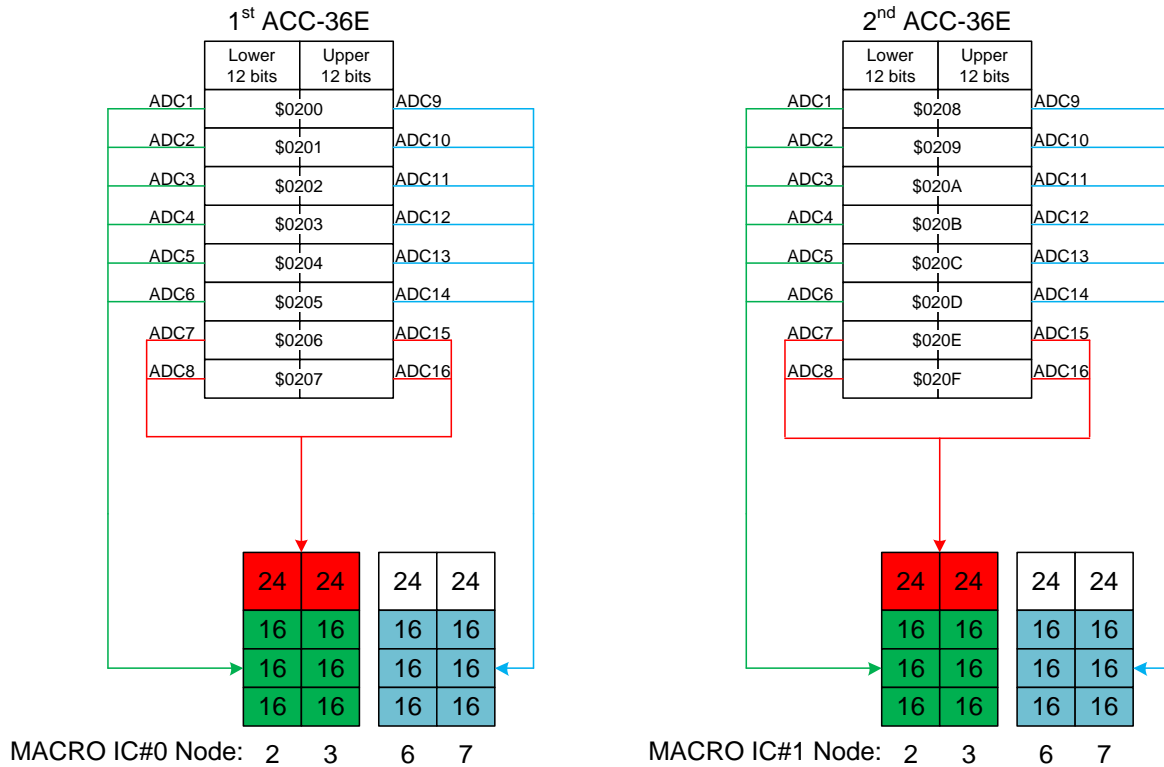 1st ACC-36E
Lower
12 bits
Upper
12 bits
ADC1 $0200 ADC9
ADC2 $0201 ADC10
ADC3 $0202 ADC11
ADC4 $0203 ADC12
ADC5 $0204 ADC13
ADC6 $0205 ADC14
ADC7 $0206 ADC15
ADC8 $0207 ADC16
24 24 24 24
16 16 16 16
16 16 16 16
16 16 16 16
MACRO IC#0 Node: 2 3 6 7
2nd ACC-36E
Lower
12 bits
Upper
12 bits
ADC1 $0208 ADC9
ADC2 $0209 ADC10
ADC3 $020A ADC11
ADC4 $020B ADC12
ADC5 $020C ADC13
ADC6 $020D ADC14
ADC7 $020E ADC15
ADC8 $020F ADC16
24 24 24 24
16 16 16 16
16 16 16 16
16 16 16 16
MACRO IC#1 Node: 2 3 6 7